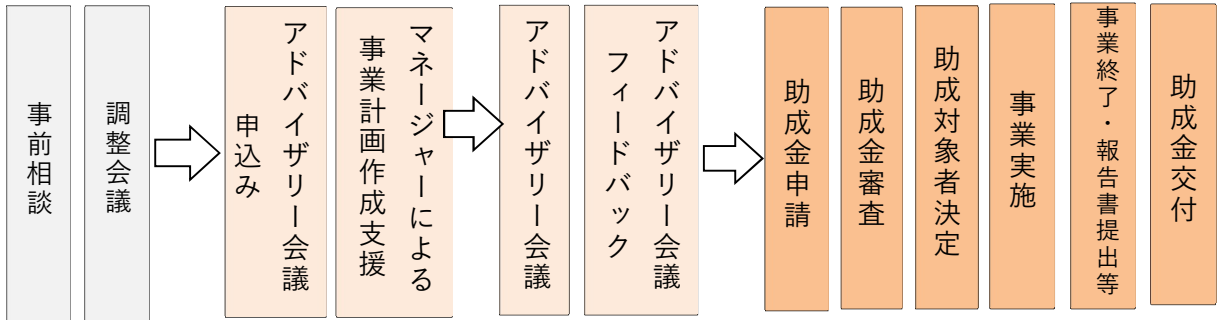 事前相談
調整会議
アドバイザリー会議
申込み
マネージャーによる
事業計画作成支援
アドバイザリー会議
アドバイザリー会議
フィードバック
助成金申請
助成金審査
助成対象者決定
事業実施
事業終了・報告書提出等
助成金交付